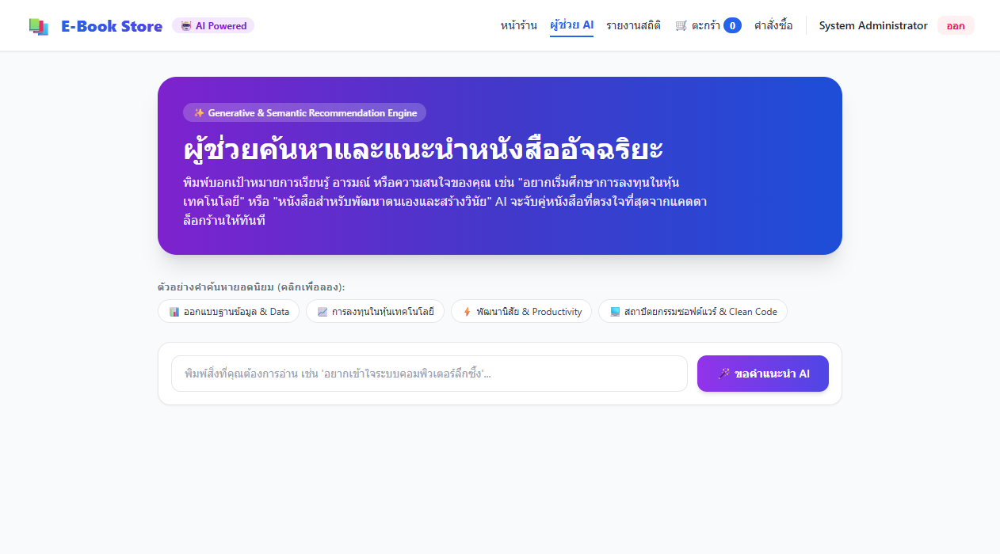 E-Book Store
AI Powered
หน้าร้าน
ผู้ช่วย AI
รายงานสถิติ
ตะกร้า 0
คำสั่งซื้อ
System Administrator
ออก
Generative & Semantic Recommendation Engine
ผู้ช่วยค้นหาและแนะนำหนังสืออัจฉริยะ
พิมพ์บอกเป้าหมายการเรียนรู้ อารมณ์ หรือความสนใจของคุณ เช่น "อยากเริ่มศึกษาการลงทุนในหุ้น
เทคโนโลยี" หรือ "หนังสือสำหรับพัฒนาตนเองและสร้างวินัย" AI จะจับคู่หนังสือที่ตรงใจที่สุดจากแคตตา
ล็อกร้านให้ทันที
ตัวอย่างคำค้นหายอดนิยม (คลิกเพื่อลอง):
ออกแบบฐานข้อมูล & Data
การลงทุนในหุ้นเทคโนโลยี
พัฒนานิสัย & Productivity
สถาปัตยกรรมซอฟต์แวร์ & Clean Code
พิมพ์สิ่งที่คุณต้องการอ่าน เช่น 'อยากเข้าใจระบบคอมพิวเตอร์ลึกซึ้ง'...
ขอคำแนะนำ AI